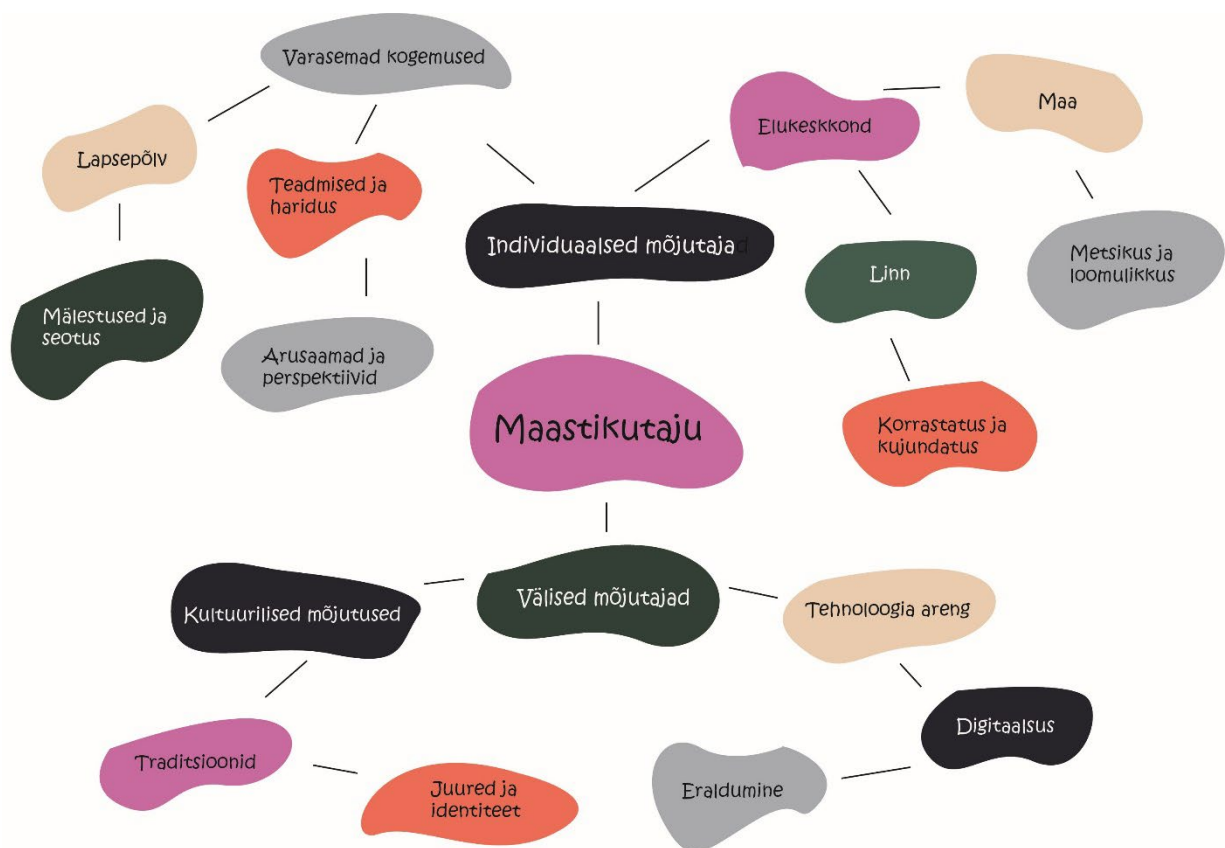 Varasemad kogemused
Elukeskkond
Maa
Lapsepõlv
Teadmised ja
haridus
Individuaalsed mõjutajad
Linn
Metsikus ja
loomulikkus
Mälestused ja
seotus
Arusaamad ja
perspektiivid
Maastikutaju
Korrastatus ja
kujundatus
Kultuurilised mõjutused
Välised mõjutajad
Tehnoloogia areng
Traditsioonid
Juured ja
identiteet
Eraldumine
Digitaalsus